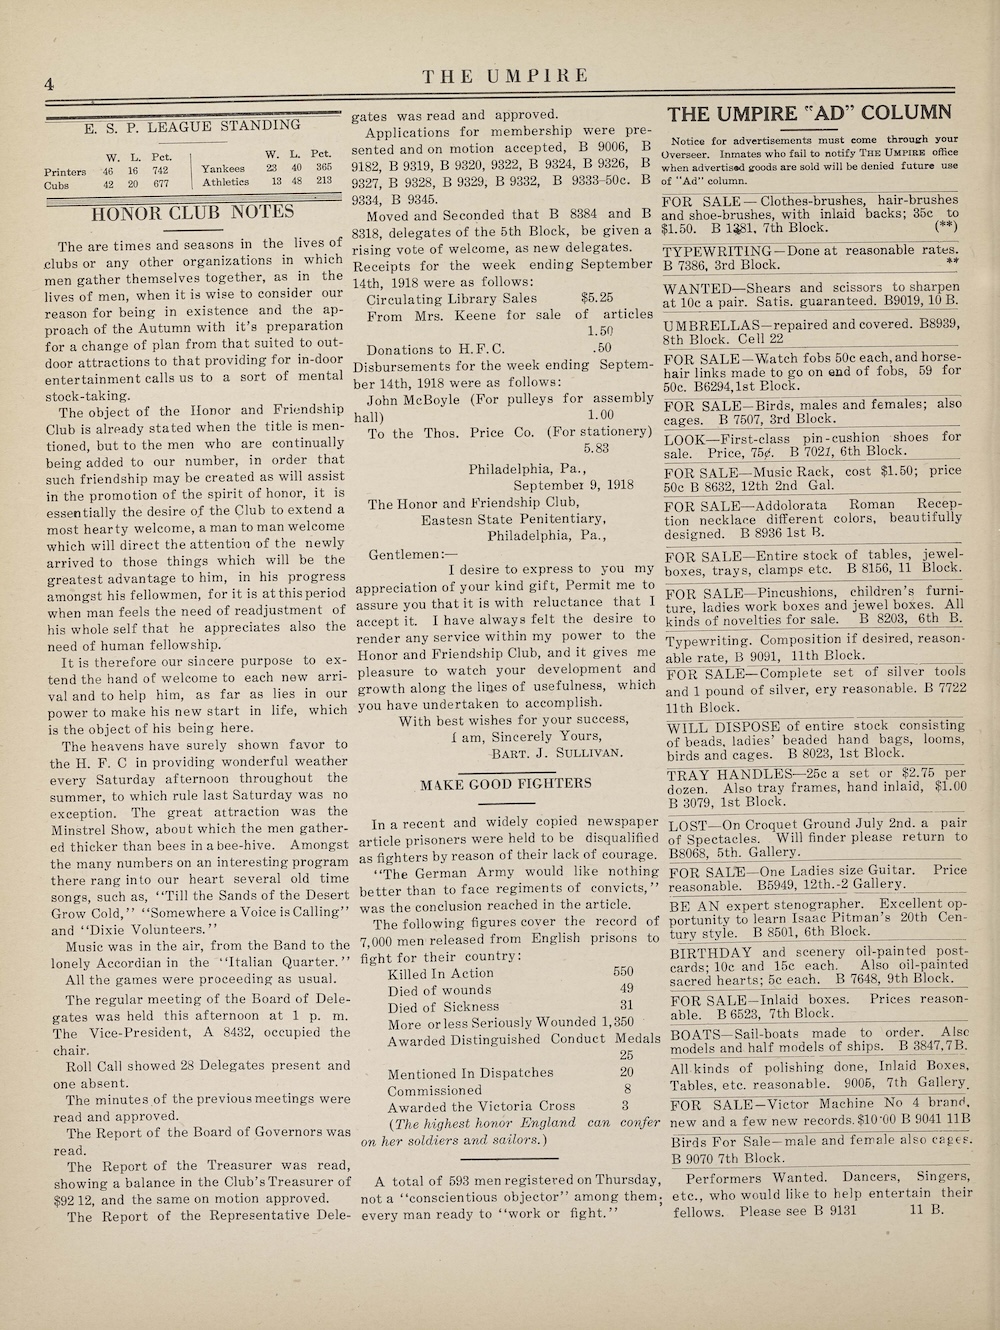 4
THE UMPIRE
E. S. P. LEAGUE STANDING
W. L. Pct.
Printers 46 16 742
Cubs 42 20 677
W. L. Pct.
Yankees 23 40 365
Athletics 13 48 213
HONOR CLUB NOTES
The are times and seasons in the lives of
clubs or any other organizations in which
men gather themselves together, as in the
lives of men, when it is wise to consider our
reason for being in existence and the ap-
proach of the Autumn with it's preparation
for a change of plan from that suited to out-
door attractions to that providing for in-door
entertainment calls us to a sort of mental
stock-taking.
The object of the Honor and Friendship
Club is already stated when the title is men-
tioned, but to the men who are continually
being added to our number, in order that
such friendship may be created as will assist
in the promotion of the spirit of honor, it is
essentially the desire of the Club to extend a
most hearty welcome, a man to man welcome
which will direct the attention of the newly
arrived to those things which will be the
greatest advantage to him, in his progress
amongst his fellowmen, for it is at this period
when man feels the need of readjustment of
his whole self that he appreciates also the
need of human fellowship.
It is therefore our sincere purpose to ex-
tend the hand of welcome to each new arri-
val and to help him, as far as lies in our
power to make his new start in life, which
is the object of his being here.
The heavens have surely shown favor to
the H. F. C in providing wonderful weather
every Saturday afternoon throughout the
summer, to which rule last Saturday was no
exception. The great attraction was the
Minstrel Show, about which the men gather-
ed thicker than bees in a bee-hive. Amongst
the many numbers on an interesting program
there rang into our heart several old time
songs, such as, "Till the Sands of the Desert
Grow Cold," "Somewhere a Voice is Calling"
and "Dixie Volunteers."
Music was in the air, from the Band to the
lonely Accordian in the "Italian Quarter."
All the games were proceeding as usual.
The regular meeting of the Board of Dele-
gates was held this afternoon at 1 p. m.
The Vice-President, A 8432, occupied the
chair.
Roll Call showed 28 Delegates present and
one absent.
The minutes of the previous meetings were
read and approved.
The Report of the Board of Governors was
read.
The Report of the Treasurer was read,
showing a balance in the Club's Treasurer of
$92 12, and the same on motion approved.
The Report of the Representative Dele-
gates was read and approved.
Applications for membership were pre-
sented and on motion accepted, B 9006, B
9182, B 9319, B 9320, 9322, B 9324, B 9326, B
9327, B 9328, B 9329, B 9332, B 9333-50c. B
9334, B 9345.
Moved and Seconded that B 8384 and B
8318, delegates of the 5th Block, be given a
rising vote of welcome, as new delegates.
Receipts for the week ending September
14th, 1918 were as follows:
Circulating Library Sales $5.25
From Mrs. Keene for sale of articles
1.50
Donations to H. F. C. .50
Disbursements for the week ending Septem-
ber 14th, 1918 were as follows:
John McBoyle (For pulleys for assembly
hall) 1.00
To the Thos. Price Co. (For stationery)
5.83
Philadelphia, Pa.,
September 9, 1918
The Honor and Friendship Club,
Eastesn State Penitentiary,
Philadelphia, Pa.,
Gentlemen:—
I desire to express to you my
appreciation of your kind gift, Permit me to
assure you that it is with reluctance that I
accept it. I have always felt the desire to
render any service within my power to the
Honor and Friendship Club, and it gives me
pleasure to watch your development and
growth along the lines of usefulness, which
you have undertaken to accomplish.
With best wishes for your success,
I am, Sincerely Yours,
BART. J. SULLIVAN.
MAKE GOOD FIGHTERS
In a recent and widely copied newspaper
article prisoners were held to be disqualified
as fighters by reason of their lack of courage.
"The German Army would like nothing
better than to face regiments of convicts,"
was the conclusion reached in the article.
The following figures cover the record of
7,000 men released from English prisons to
fight for their country:
Killed In Action 550
Died of wounds 49
Died of Sickness 31
More or less Seriously Wounded 1,350
Awarded Distinguished Conduct Medals
25
Mentioned In Dispatches 20
Commissioned 8
Awarded the Victoria Cross 3
(The highest honor England can confer
on her soldiers and sailors.)
A total of 593 men registered on Thursday,
not a "conscientious objector" among them;
every man ready to "work or fight."
THE UMPIRE "AD" COLUMN
Notice for advertisements must come through your
Overseer. Inmates who fail to notify THE UMPIRE office
when advertised goods are sold will be denied future use
of "Ad" column.
FOR SALE — Clothes-brushes, hair-brushes
and shoe-brushes, with inlaid backs; 35c to
$1.50. B 1381, 7th Block. (**)
TYPEWRITING—Done at reasonable rates.
B 7386, 3rd Block. **
WANTED—Shears and scissors to sharpen
at 10c a pair. Satis. guaranteed. B9019, 10 B.
UMBRELLAS—repaired and covered. B8939,
8th Block. Cell 22
FOR SALE—Watch fobs 50c each, and horse-
hair links made to go on end of fobs, 59 for
50c. B6294,1st Block.
FOR SALE—Birds, males and females; also
cages. B 7507, 3rd Block.
LOOK—First-class pin-cushion shoes for
sale. Price, 75¢. B 7021, 6th Block.
FOR SALE—Music Rack, cost $1.50; price
50c B 8632, 12th 2nd Gal.
FOR SALE—Addolorata Roman Recep-
tion necklace different colors, beautifully
designed. B 8936 1st B.
FOR SALE—Entire stock of tables, jewel-
boxes, trays, clamps etc. B 8156, 11 Block.
FOR SALE—Pincushions, children's furni-
ture, ladies work boxes and jewel boxes. All
kinds of novelties for sale. B 8203, 6th B.
Typewriting. Composition if desired, reason-
able rate, B 9091, 11th Block.
FOR SALE—Complete set of silver tools
and 1 pound of silver, ery reasonable. B 7722
11th Block.
WILL DISPOSE of entire stock consisting
of beads, ladies' beaded hand bags, looms,
birds and cages. B 8023, 1st Block.
TRAY HANDLES—25c a set or $2.75 per
dozen. Also tray frames, hand inlaid, $1.00
B 3079, 1st Block.
LOST—On Croquet Ground July 2nd. a pair
of Spectacles. Will finder please return to
B8068, 5th. Gallery.
FOR SALE—One Ladies size Guitar. Price
reasonable. B5949, 12th.-2 Gallery.
BE AN expert stenographer. Excellent op-
portunity to learn Isaac Pitman's 20th Cen-
tury style. B 8501, 6th Block.
BIRTHDAY and scenery oil-painted post-
cards; 10c and 15c each. Also oil-painted
sacred hearts; 5c each. B 7648, 9th Block.
FOR SALE—Inlaid boxes. Prices reason-
able. B 6523, 7th Block.
BOATS—Sail-boats made to order. Also
models and half models of ships. B 3847,7B.
All kinds of polishing done, Inlaid Boxes,
Tables, etc. reasonable. 9005, 7th Gallery.
FOR SALE—Victor Machine No 4 brand,
new and a few new records. $10·00 B 9041 11B
Birds For Sale—male and female also cages.
B 9070 7th Block.
Performers Wanted. Dancers, Singers,
etc., who would like to help entertain their
fellows. Please see B 9131 11 B.